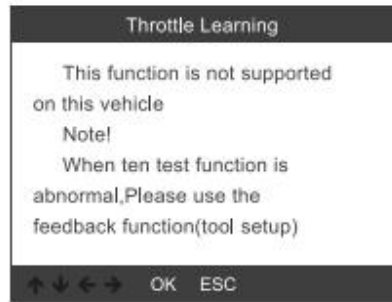 Throttle Learning
This function is not supported
on this vehicle
Note!
When ten test function is
abnormal,Please use the
feedback function(tool setup)
OK ESC